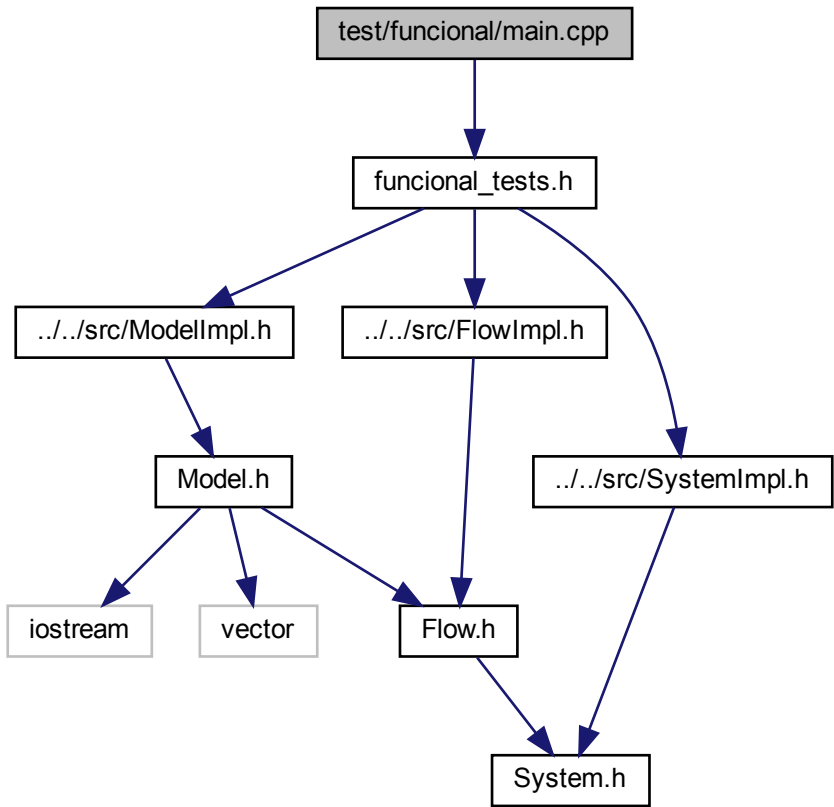 test/funcional/main.cpp
funcional_tests.h
../../src/ModelImpl.h
../../src/FlowImpl.h
../../src/SystemImpl.h
Model.h
iostream
vector
Flow.h
System.h